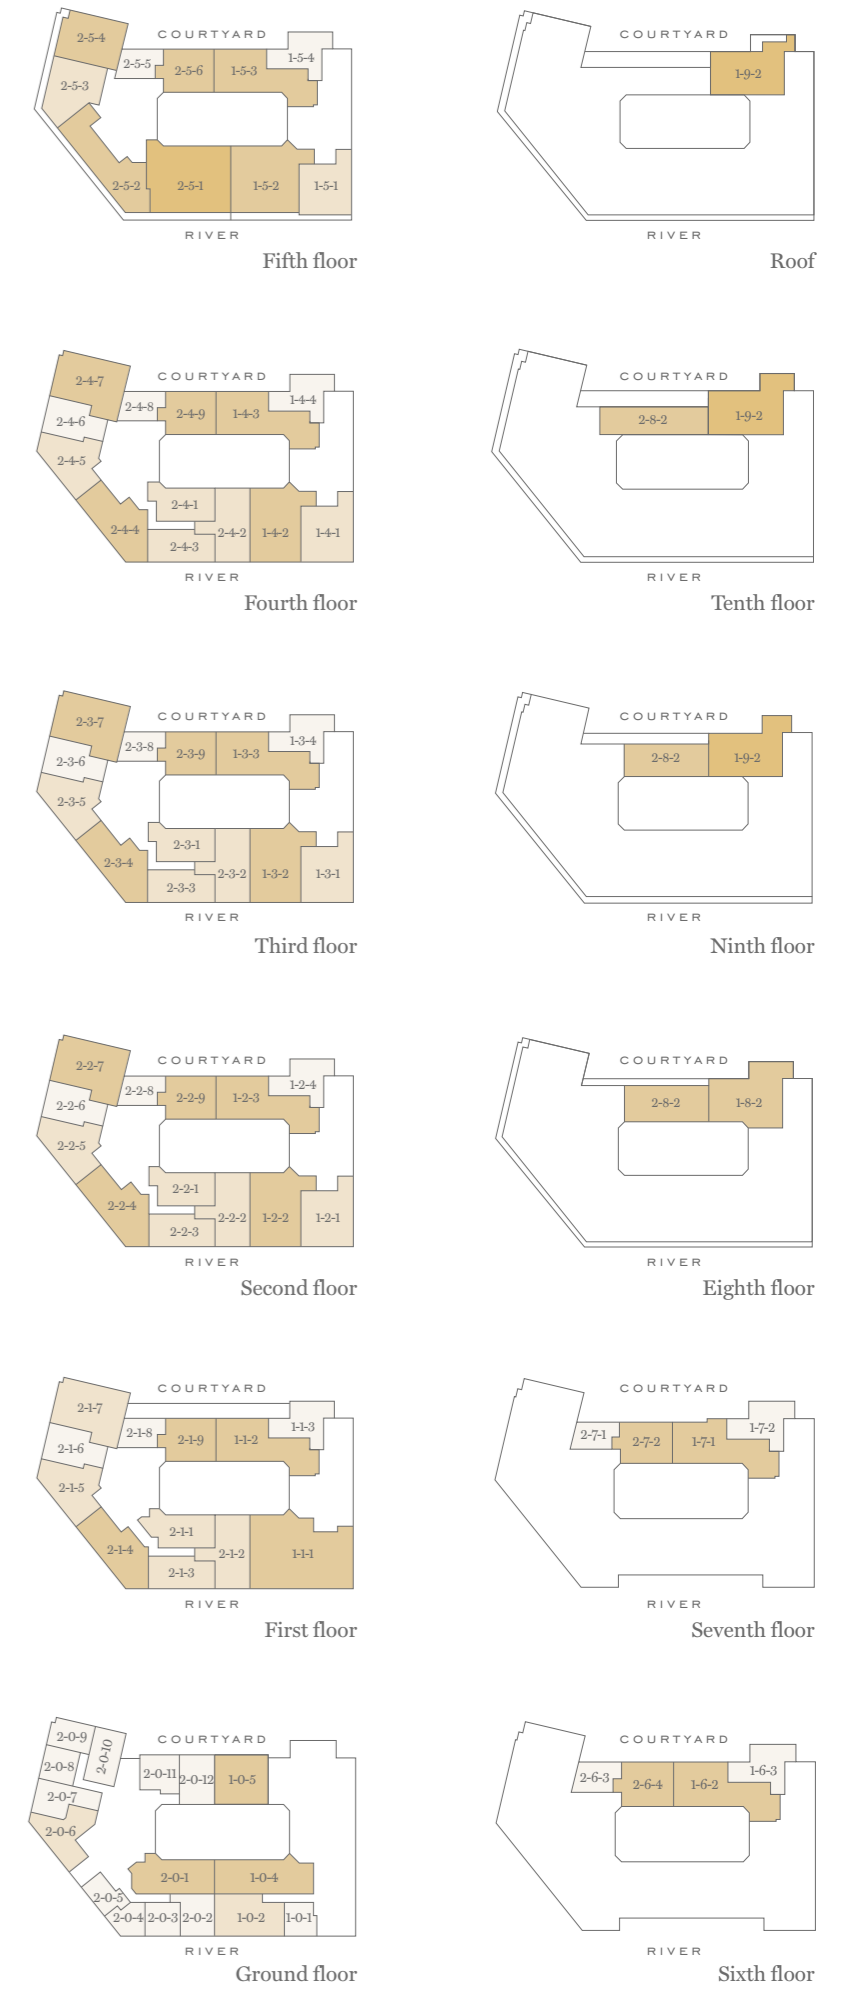 COURTYARD
2-5-4
2-5-5
2-5-6
1-5-3
1-5-4
2-5-3
2-5-2
2-5-1
1-5-2
1-5-1
RIVER
Fifth floor
COURTYARD
1-9-2
RIVER
Roof
COURTYARD
2-4-7
2-4-8
2-4-9
1-4-3
1-4-4
2-4-6
2-4-5
2-4-1
2-4-4
2-4-2
1-4-2
1-4-1
2-4-3
RIVER
Fourth floor
COURTYARD
2-8-2
1-9-2
RIVER
Tenth floor
COURTYARD
2-3-7
2-3-8
2-3-9
1-3-3
1-3-4
2-3-6
2-3-5
2-3-1
2-3-4
2-3-2
1-3-2
1-3-1
2-3-3
RIVER
Third floor
COURTYARD
2-8-2
1-9-2
RIVER
Ninth floor
COURTYARD
2-2-7
2-2-8
2-2-9
1-2-3
1-2-4
2-2-6
2-2-5
2-2-1
2-2-4
2-2-2
1-2-2
1-2-1
2-2-3
RIVER
Second floor
COURTYARD
2-8-2
1-8-2
RIVER
Eighth floor
COURTYARD
2-1-7
2-1-8
2-1-9
1-1-2
1-1-3
2-1-6
2-1-5
2-1-1
2-1-4
2-1-2
1-1-1
2-1-3
RIVER
First floor
COURTYARD
2-7-1
2-7-2
1-7-1
1-7-2
RIVER
Seventh floor
COURTYARD
2-0-9
2-0-10
2-0-8
2-0-11
2-0-12
1-0-5
2-0-7
2-0-6
2-0-1
1-0-4
2-0-5
2-0-4
2-0-3
2-0-2
1-0-2
1-0-1
RIVER
Ground floor
COURTYARD
2-6-3
2-6-4
1-6-2
1-6-3
RIVER
Sixth floor